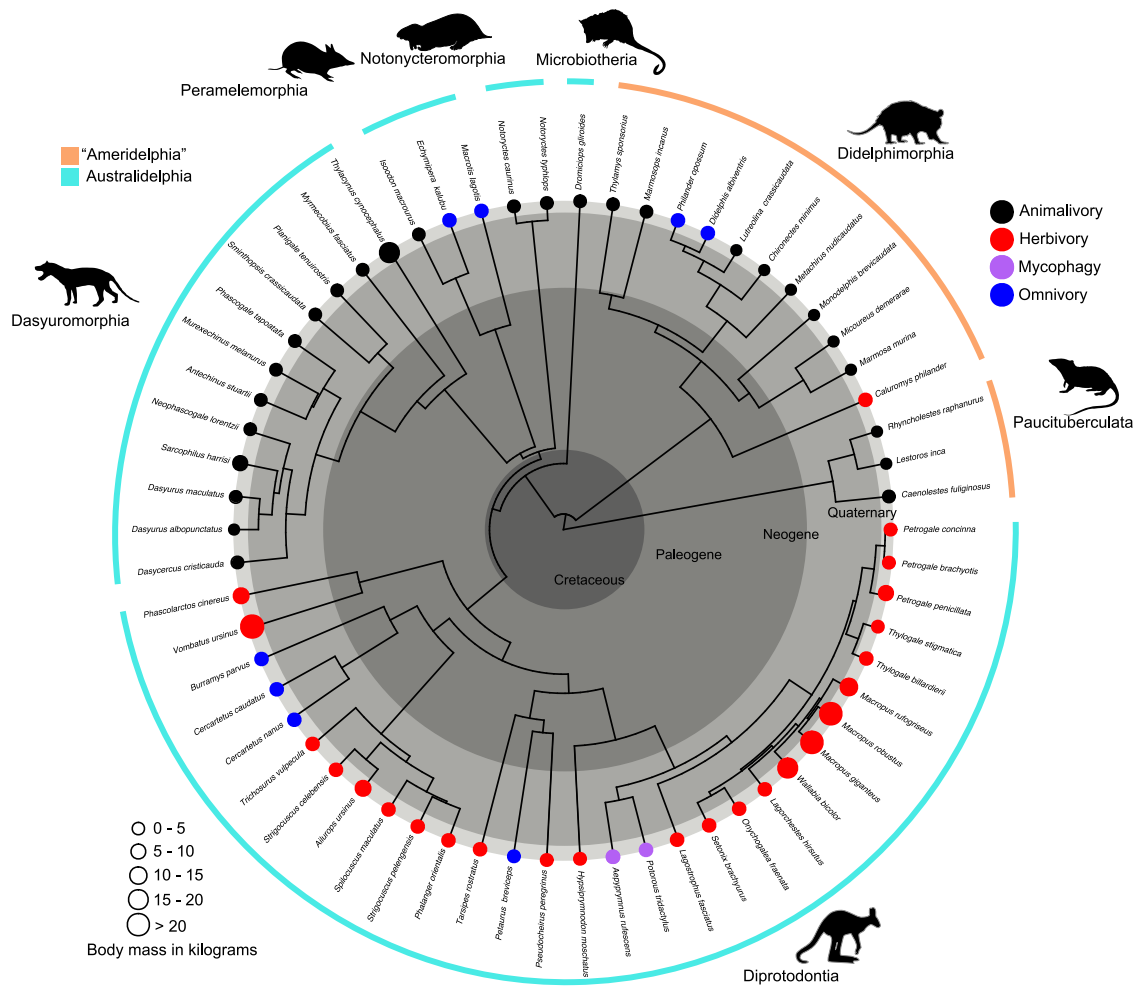 Notonycteromorphia
Microbiotheria
Peramelemorphia
Didelphimorphia
"Ameridelphia"
Australidelphia
Animalivory
Herbivory
Mycophagy
Omnivory
Dasyuromorphia
Paucituberculata
Diprotodontia
Dromiciops gliroides
Thylamys sponsorius
Marmosops incanus
Philander opossum
Didelphis albiventris
Lutreolina crassicaudata
Chironectes minimus
Metachirus nudicaudatus
Monodelphis brevicaudata
Micoureus demerarae
Marmosa murina
Caluromys philander
Rhyncholestes raphanurus
Lestoros inca
Caenolestes fuliginosus
Petrogale concinna
Petrogale brachyotis
Petrogale penicillata
Thylogale stigmatica
Thylogale billardierii
Macropus rufogriseus
Macropus robustus
Macropus giganteus
Wallabia bicolor
Lagorchestes hirsutus
Onychogalea fraenata
Setonix brachyurus
Lagostrophus fasciatus
Potorous tridactylus
Aepyprymnus rufescens
Hypsiprymnodon moschatus
Pseudocheirus peregrinus
Petaurus breviceps
Tarsipes rostratus
Phalanger orientalis
Strigocuscus pelengensis
Spilocuscus maculatus
Ailurops ursinus
Strigocuscus celebensis
Trichosurus vulpecula
Cercartetus nanus
Cercartetus caudatus
Burramys parvus
Vombatus ursinus
Phascolarctos cinereus
Dasycercus cristicauda
Dasyurus albopunctatus
Dasyurus maculatus
Sarcophilus harrisi
Neophascogale lorentzii
Antechinus stuartii
Murexechinus melanurus
Phascogale tapoatafa
Sminthopsis crassicaudata
Planigale tenuirostris
Myrmecobius fasciatus
Thylacynus cynocephalus
Isoodon macrourus
Echymipera kalubu
Macrotis lagotis
Notoryctes caurinus
Notoryctes typhlops
Quaternary
Neogene
Paleogene
Cretaceous
0 - 5
5 - 10
10 - 15
15 - 20
> 20
Body mass in kilograms